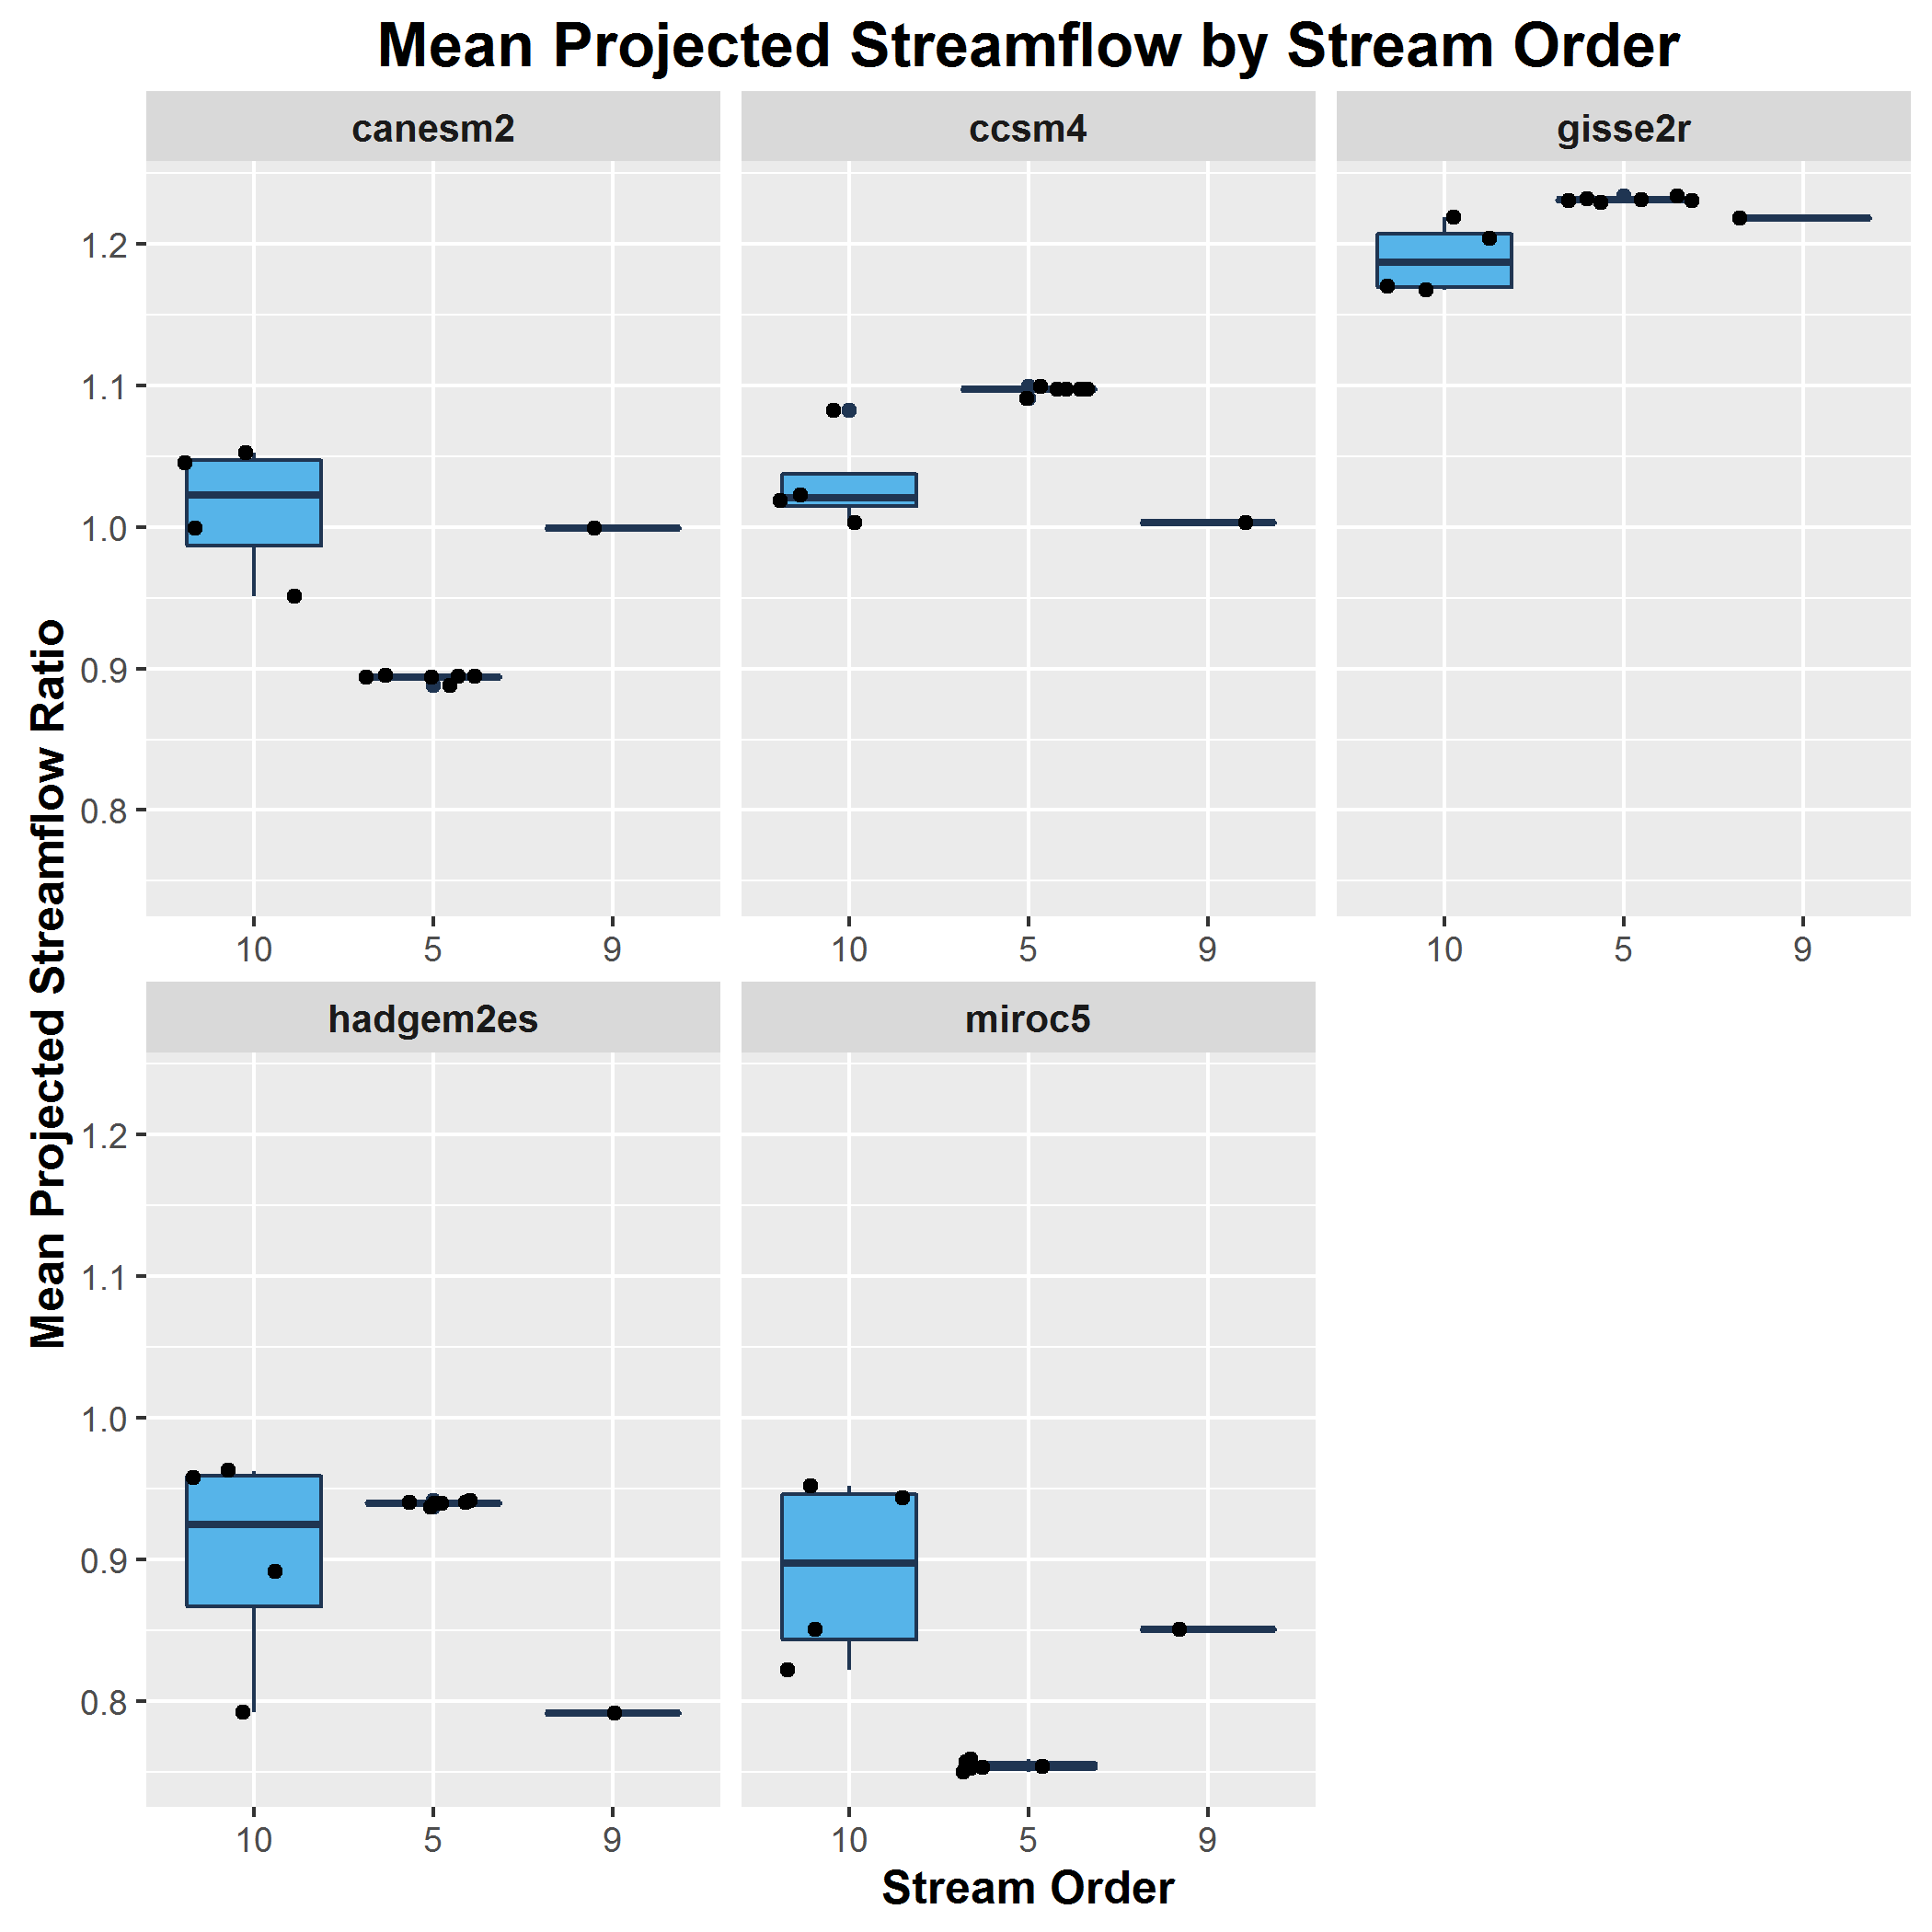 Mean Projected Streamflow by Stream Order
canesm2 ccsm4 gisse2r
1.2
1.1
1.0
0.9
0.8
10 5 9 10 5 9 10 5 9
Mean Projected Streamflow Ratio
hadgem2es miroc5
1.2
1.1
1.0
0.9
0.8
10 5 9 10 5 9
Stream Order